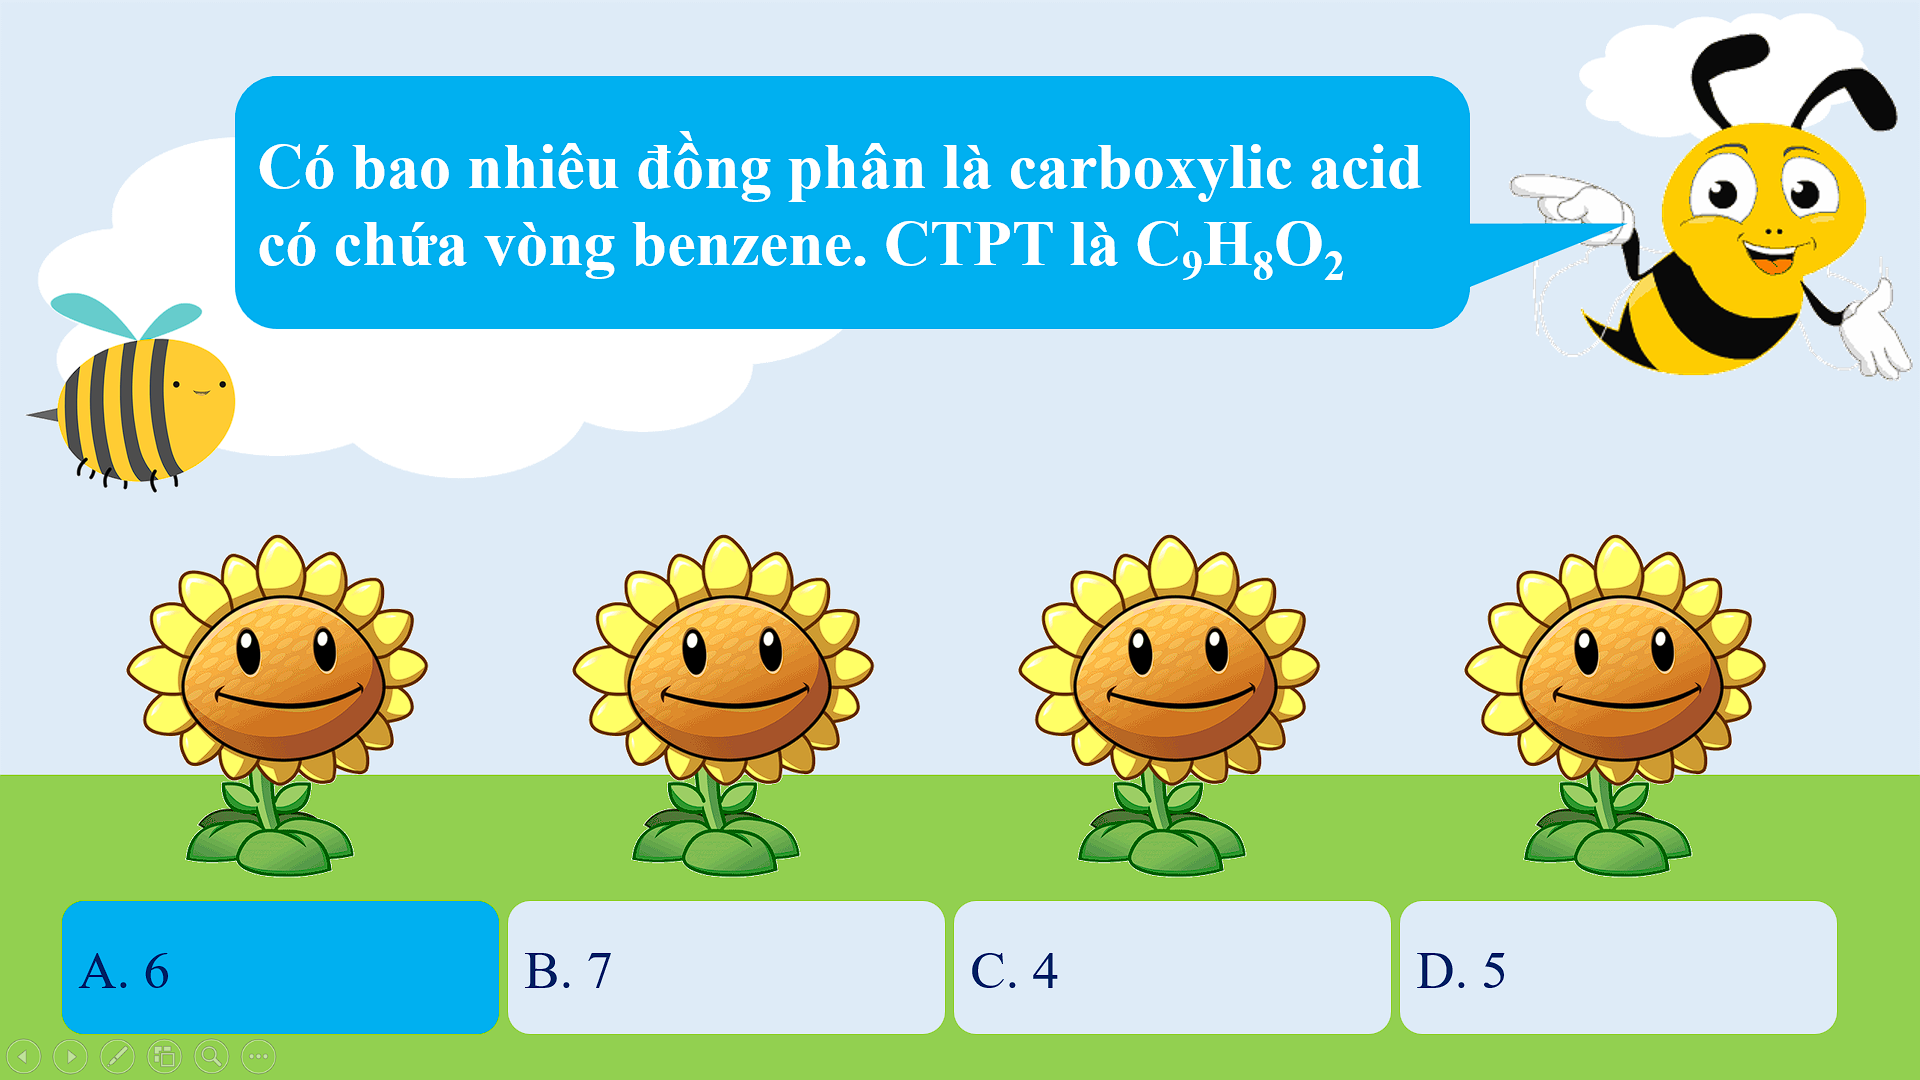 Có bao nhiêu đồng phân là carboxylic acid
có chứa vòng benzene. CTPT là C₉H₈O₂
A. 6
B. 7
C. 4
D. 5